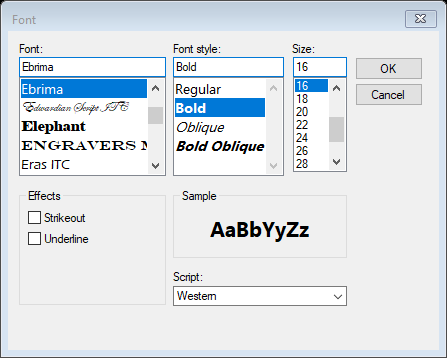 Font
Font:
Ebrima
Ebrima
Edwardian Script ITC
Elephant
ENGRAVERS M
Eras ITC
Font style:
Bold
Regular
Bold
Oblique
Bold Oblique
Size:
16
16
18
20
22
24
26
28
OK
Cancel
Effects
Strikeout
Underline
Sample
AaBbYyZz
Script:
Western